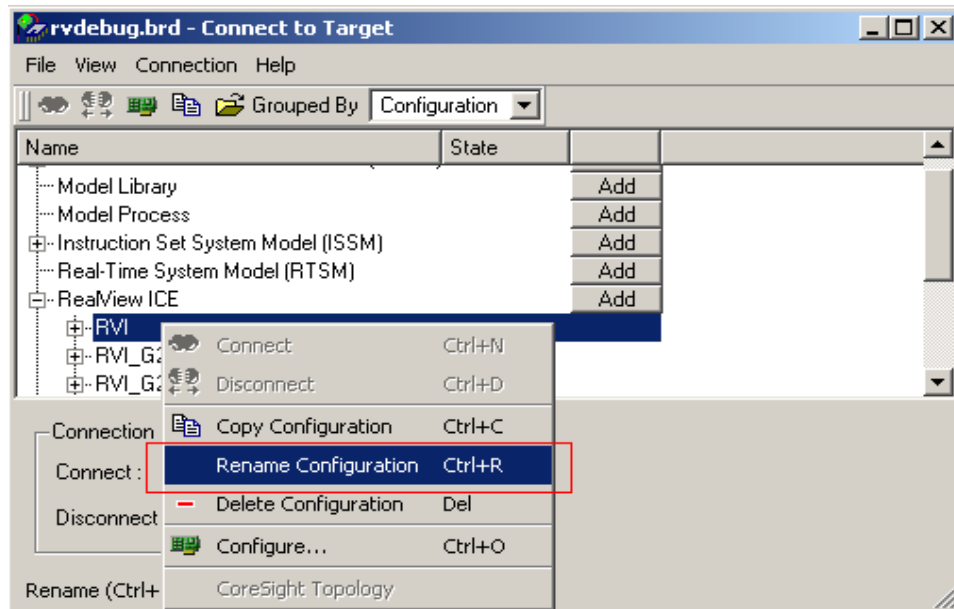 rvdebug.brd - Connect to Target
File View Connection Help
Grouped By Configuration
Name State
Model Library Add
Model Process Add
Instruction Set System Model (ISSM) Add
Real-Time System Model (RTSM) Add
RealView ICE Add
RVI
RVI_G2
RVI_G2
Connect Ctrl+N
Disconnect Ctrl+D
Connection
Copy Configuration Ctrl+C
Connect :
Rename Configuration Ctrl+R
Disconnect
Delete Configuration Del
Configure... Ctrl+O
Rename (Ctrl+
CoreSight Topology